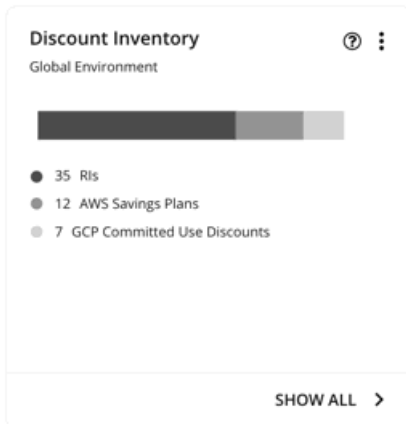 Discount Inventory
Global Environment
35 RIs
12 AWS Savings Plans
7 GCP Committed Use Discounts
SHOW ALL